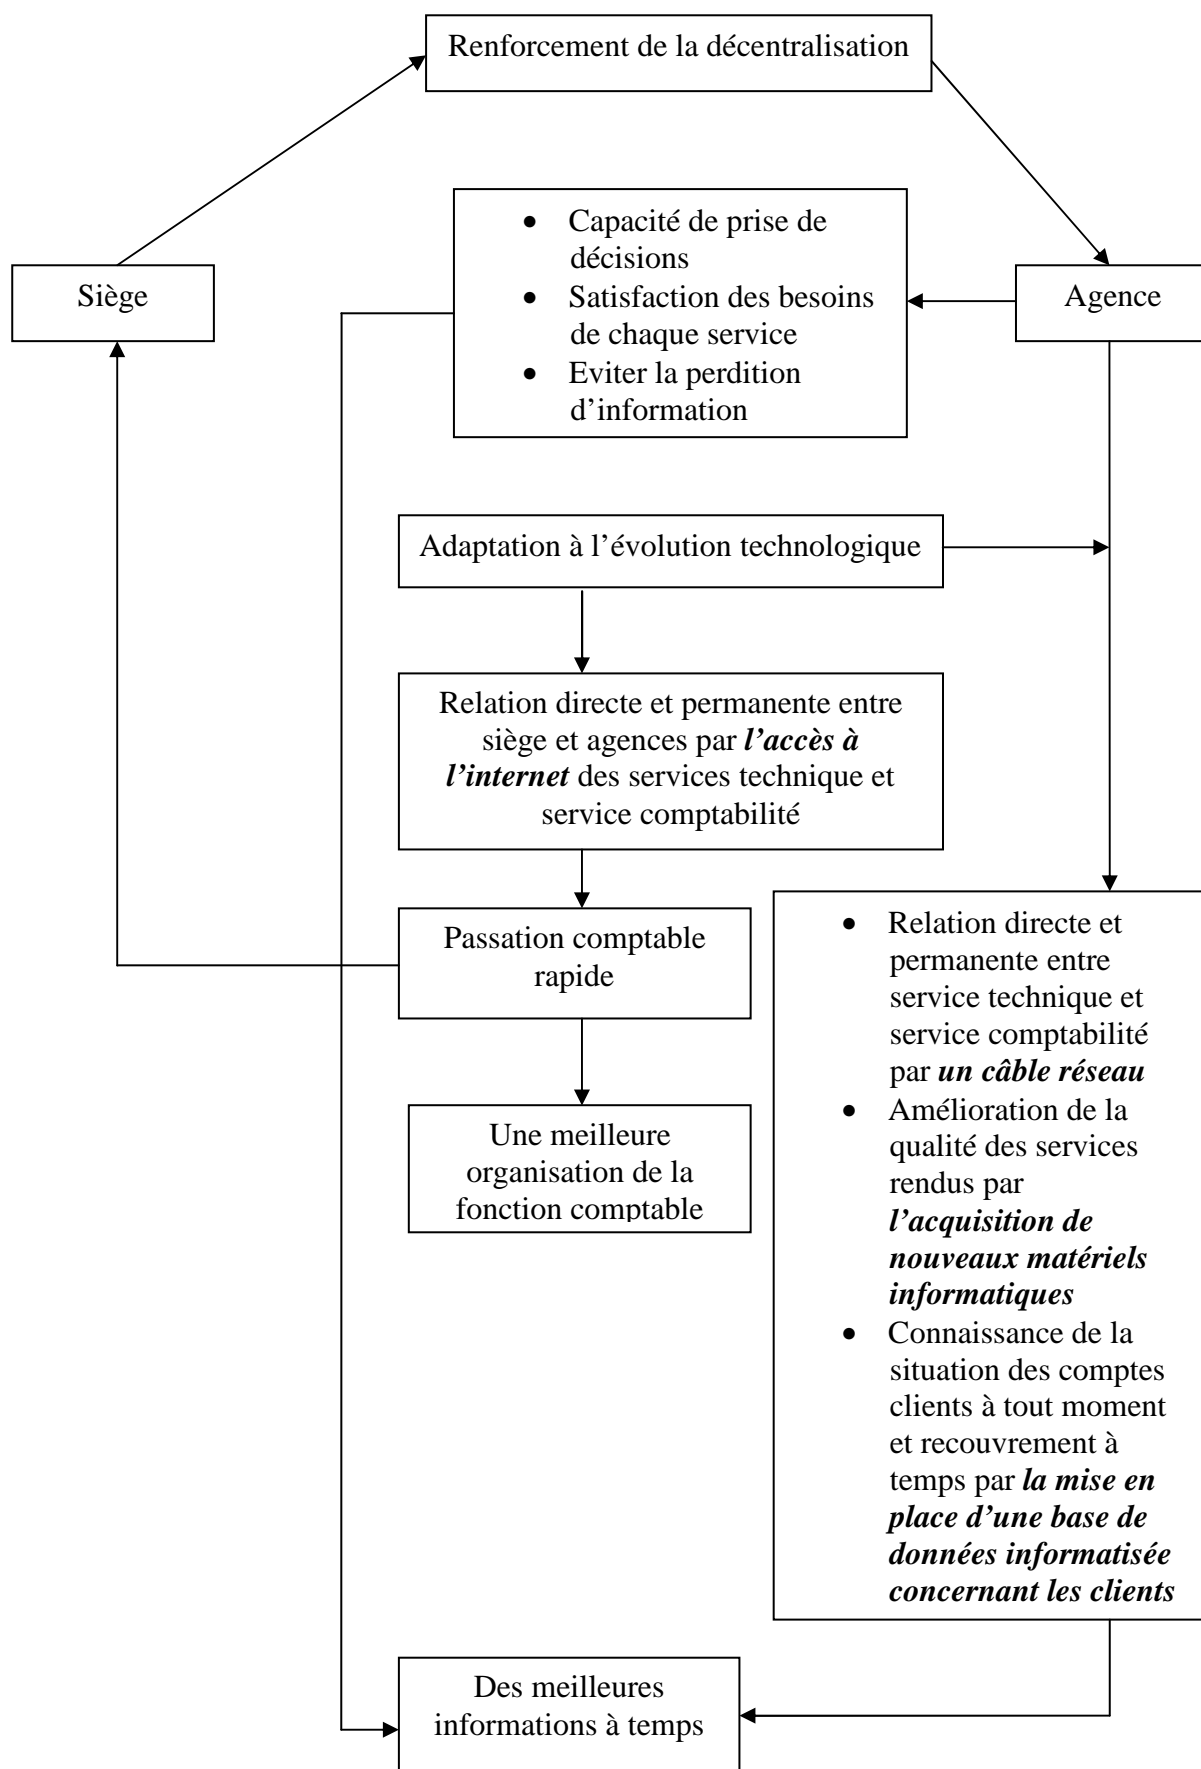 Renforcement de la décentralisation
• Capacité de prise de
décisions
• Satisfaction des besoins
de chaque service
• Eviter la perdition
d’information
Siège
Agence
Adaptation à l’évolution technologique
Relation directe et permanente entre
siège et agences par l’accès à
l’internet des services technique et
service comptabilité
Passation comptable
rapide
Une meilleure
organisation de la
fonction comptable
• Relation directe et
permanente entre
service technique et
service comptabilité
par un câble réseau
• Amélioration de la
qualité des services
rendus par
l’acquisition de
nouveaux matériels
informatiques
• Connaissance de la
situation des comptes
clients à tout moment
et recouvrement à
temps par la mise en
place d’une base de
données informatisée
concernant les clients
Des meilleures
informations à temps